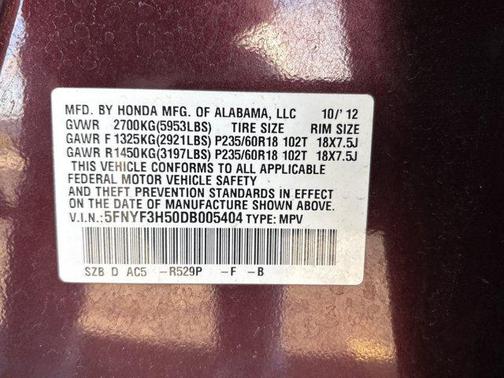 MFD. BY HONDA MFG. OF ALABAMA, LLC 10/'12
GVWR 2700KG(5953LBS) TIRE SIZE RIM SIZE
GAWR F 1325KG(2921LBS) P235/60R18 102T 18X7.5J
GAWR R1450KG(3197LBS) P235/60R18 102T 18X7.5J
THIS VEHICLE CONFORMS TO ALL APPLICABLE
FEDERAL MOTOR VEHICLE SAFETY
AND THEFT PREVENTION STANDARDS IN EFFECT
ON THE DATE OF MANUFACTURE SHOWN ABOVE.
V.I.N.: 5FNYF3H50DB005404 TYPE: MPV
SZB D AC5 -R529P -F -B